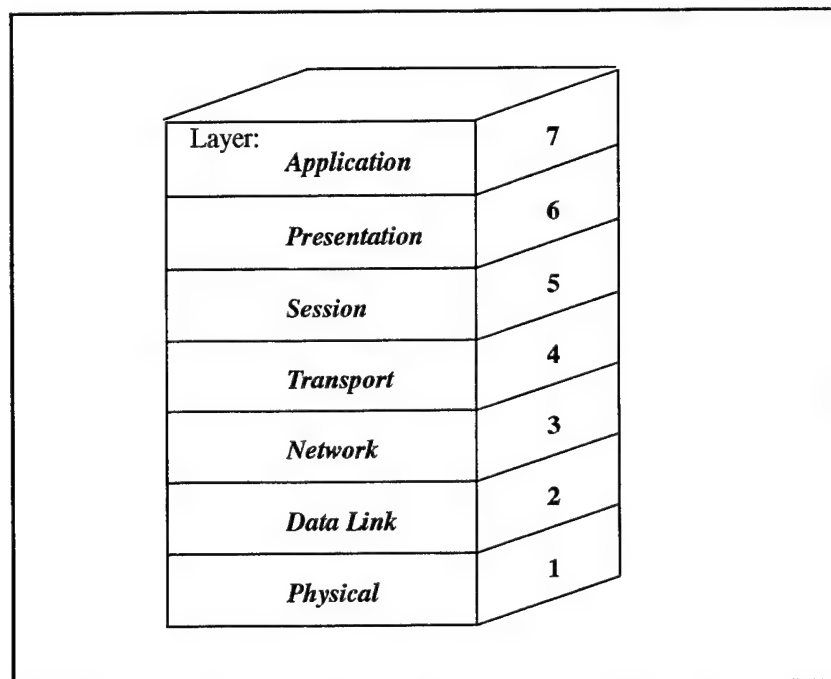 Layer:
Application 7
Presentation 6
Session 5
Transport 4
Network 3
Data Link 2
Physical 1